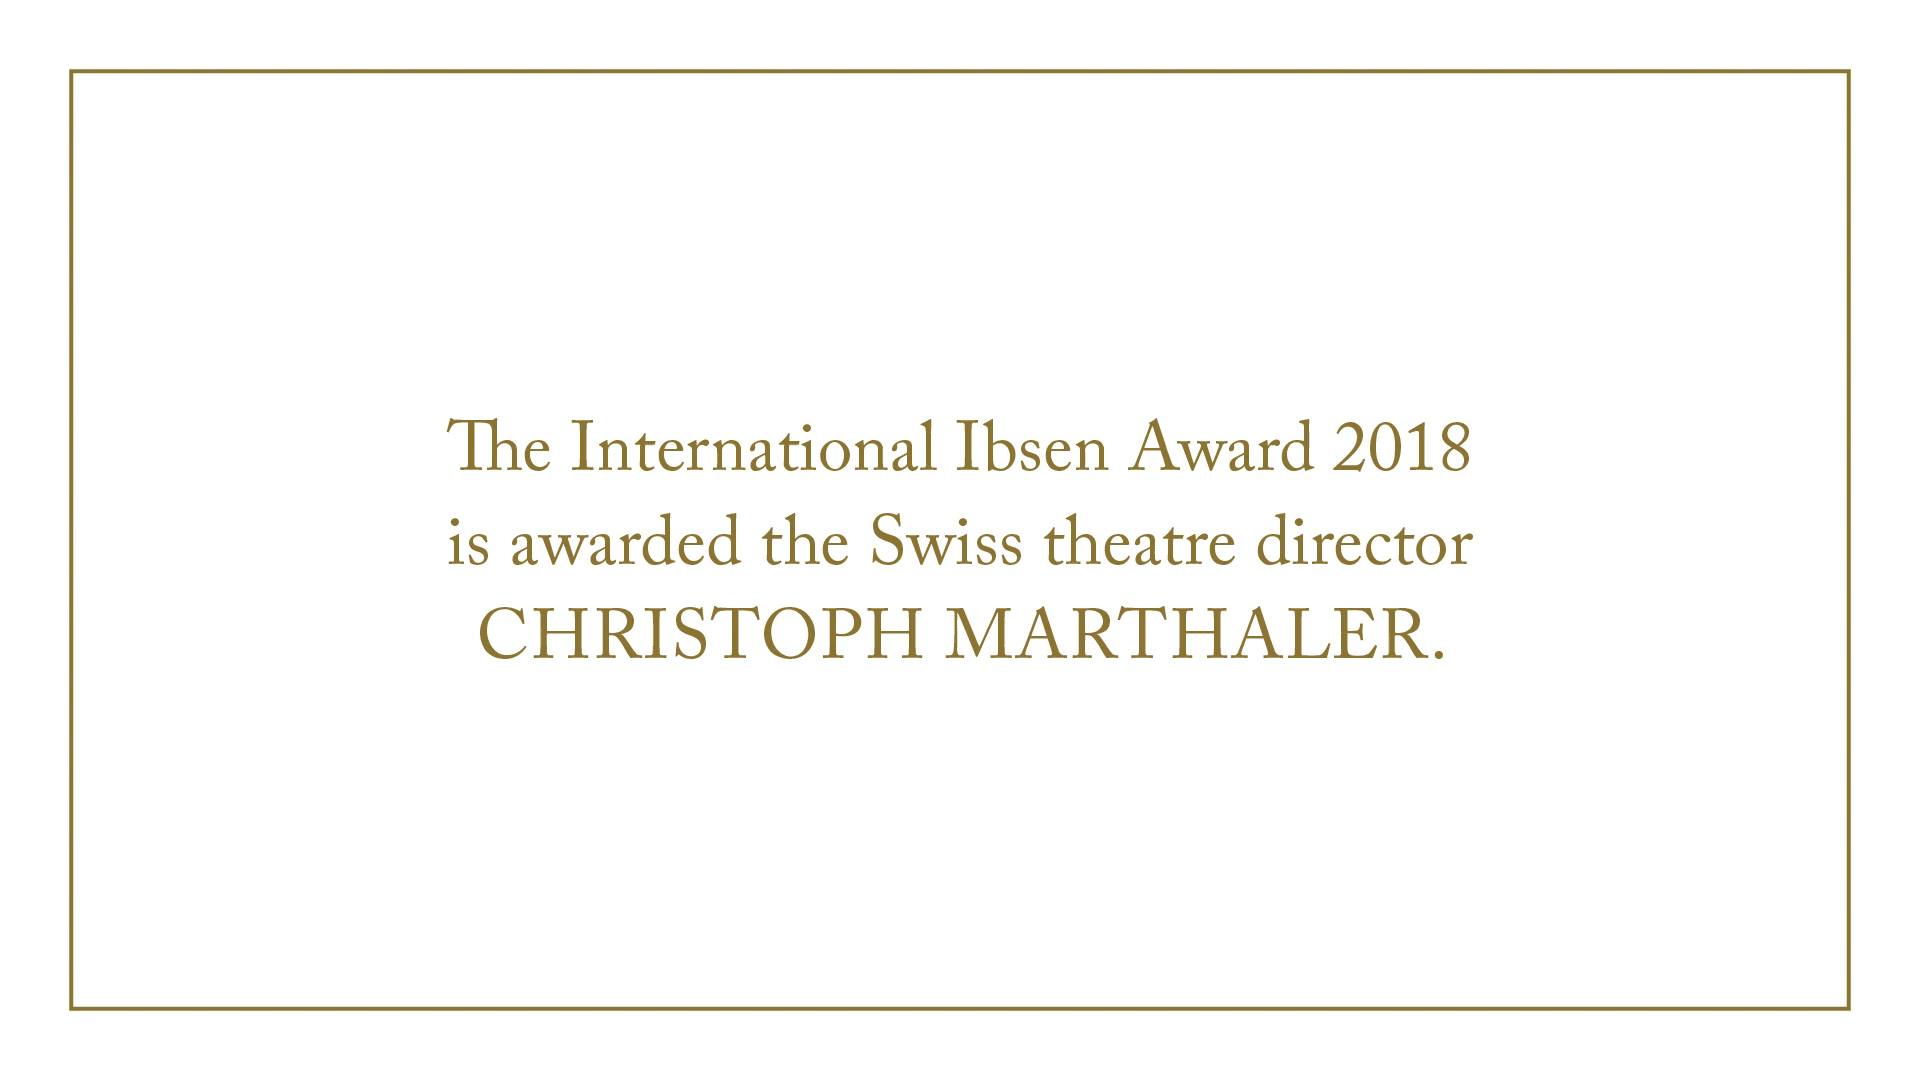 The International Ibsen Award 2018
is awarded the Swiss theatre director
CHRISTOPH MARTHALER.